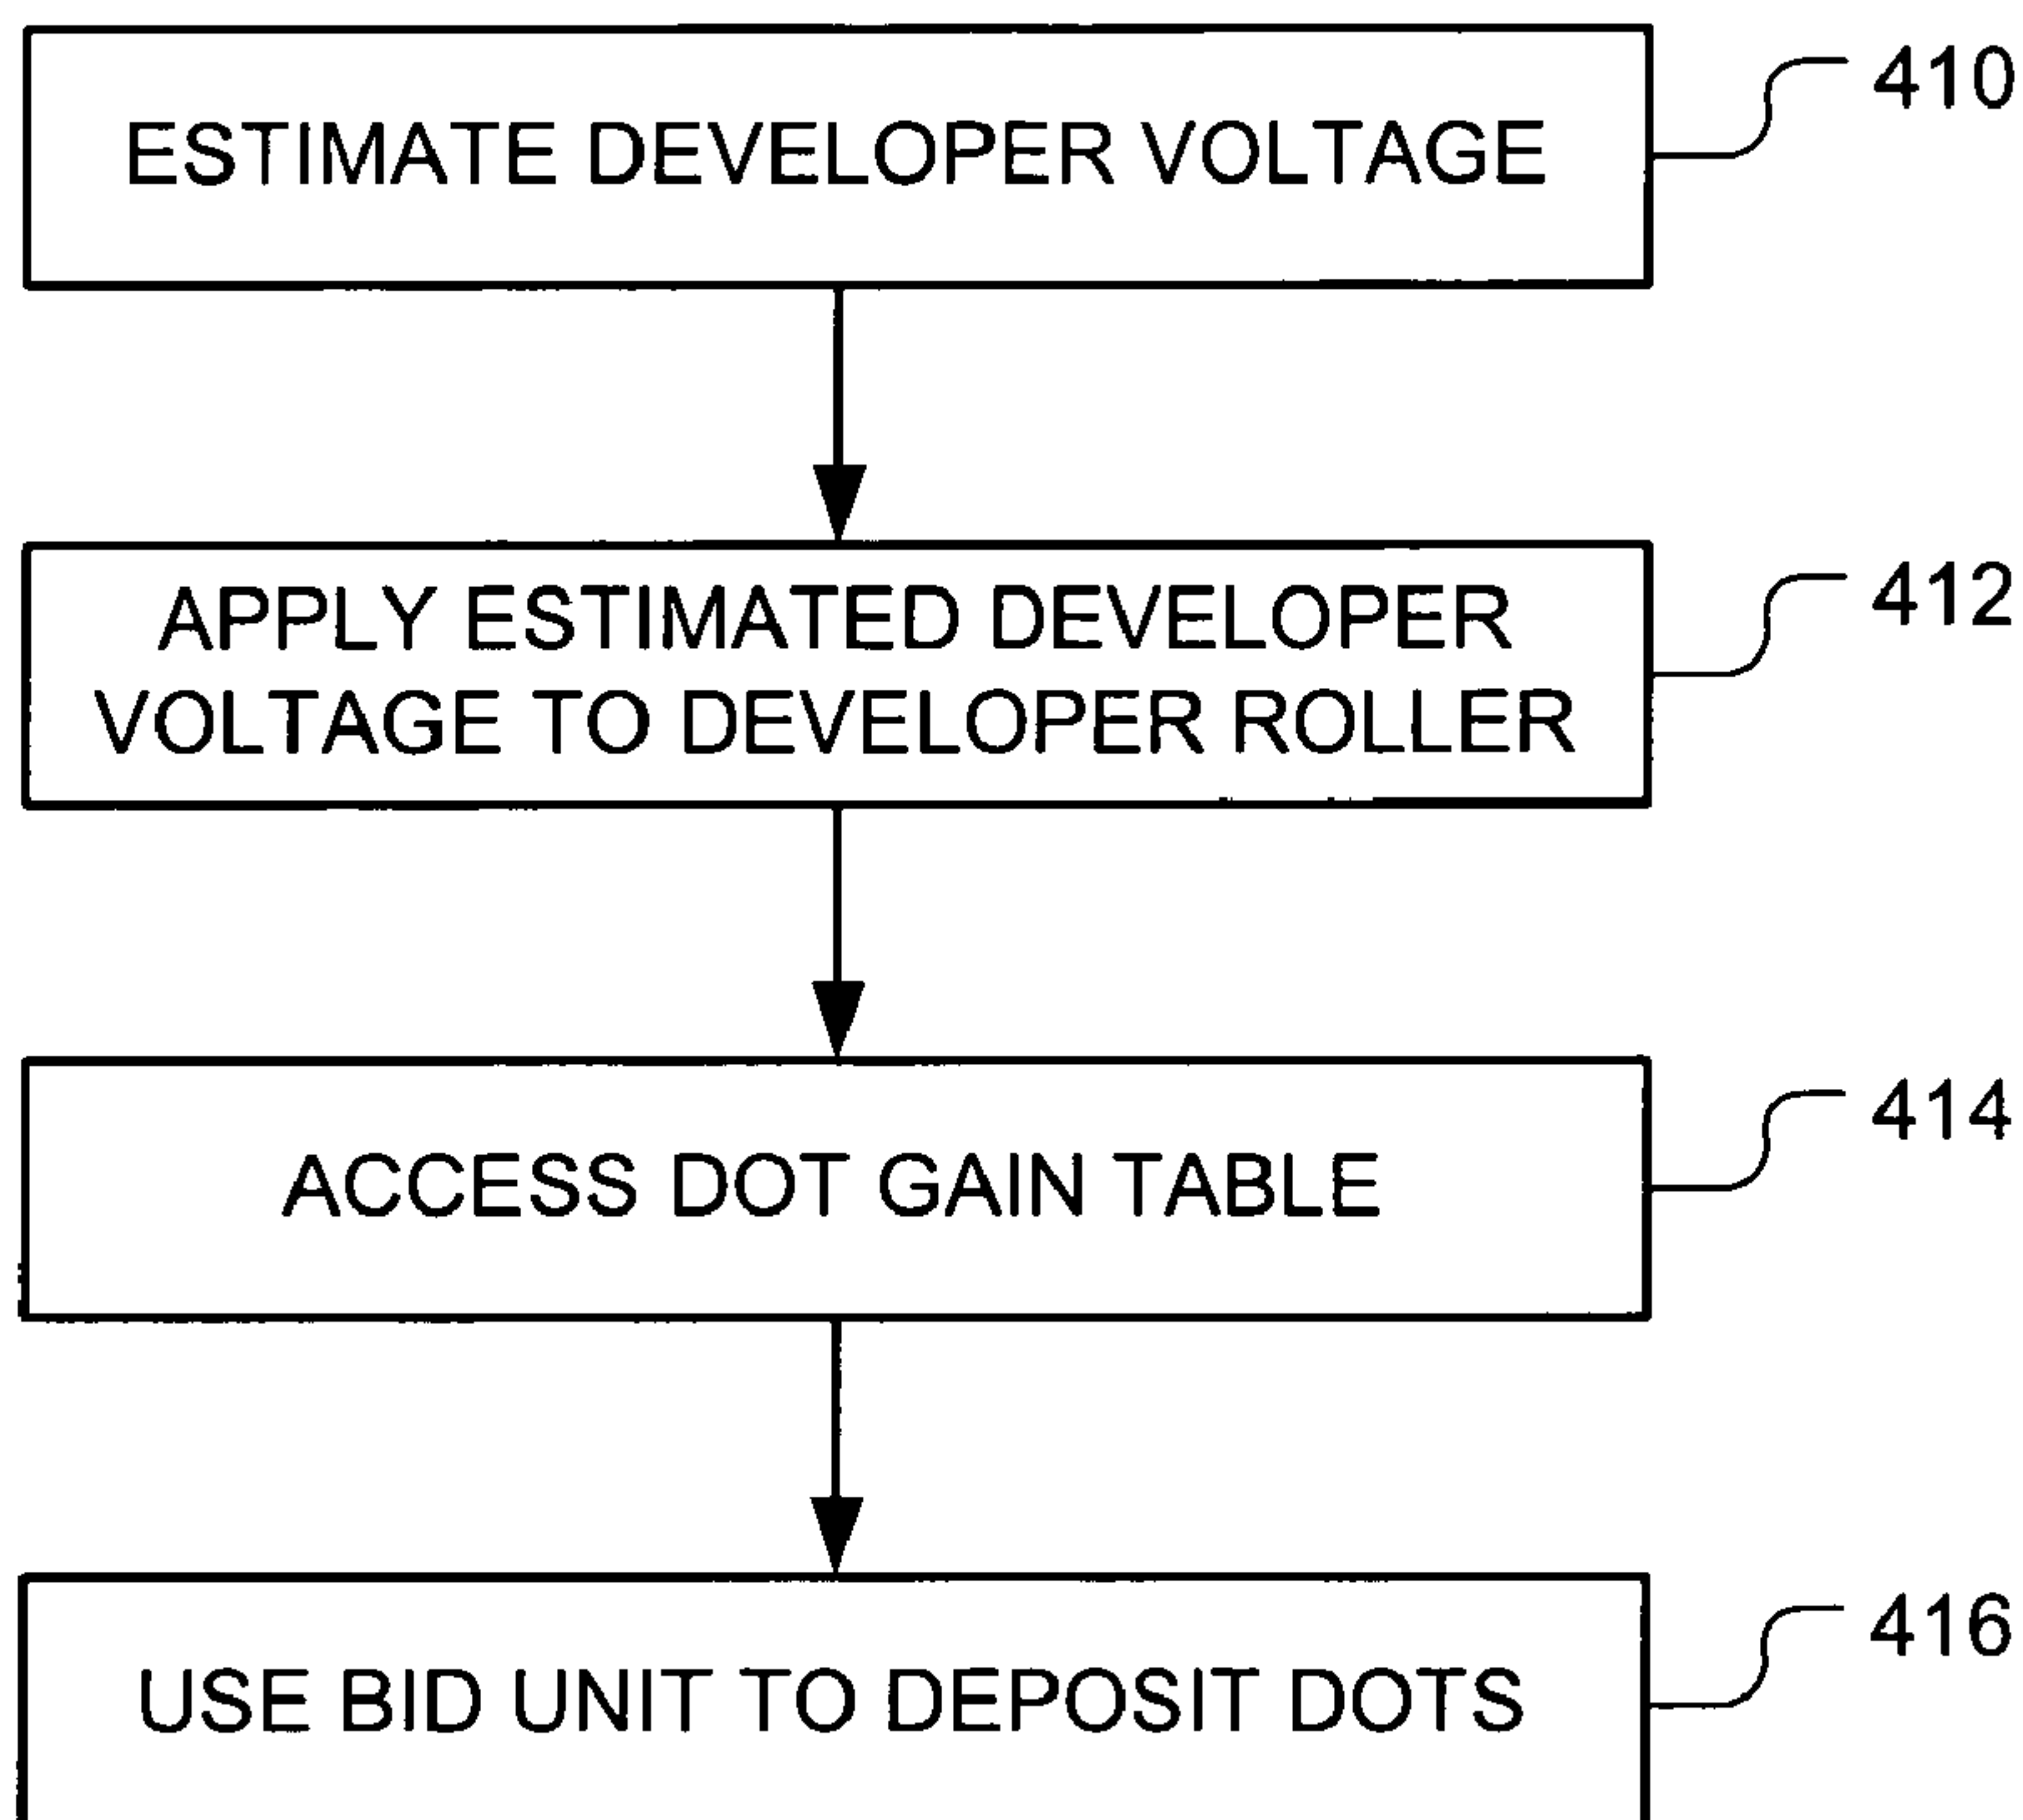 ESTIMATE DEVELOPER VOLTAGE
410
APPLY ESTIMATED DEVELOPER
VOLTAGE TO DEVELOPER ROLLER
412
ACCESS DOT GAIN TABLE
414
USE BID UNIT TO DEPOSIT DOTS
416